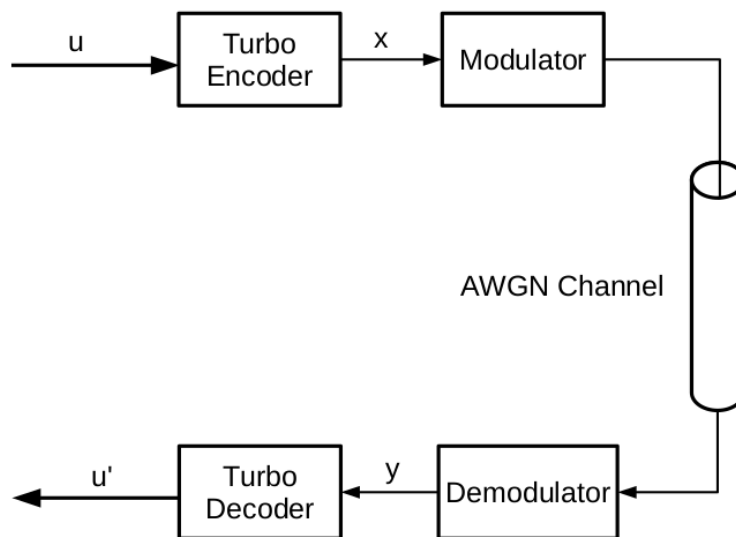 u
Turbo
Encoder
x
Modulator
AWGN Channel
u'
Turbo
Decoder
y
Demodulator